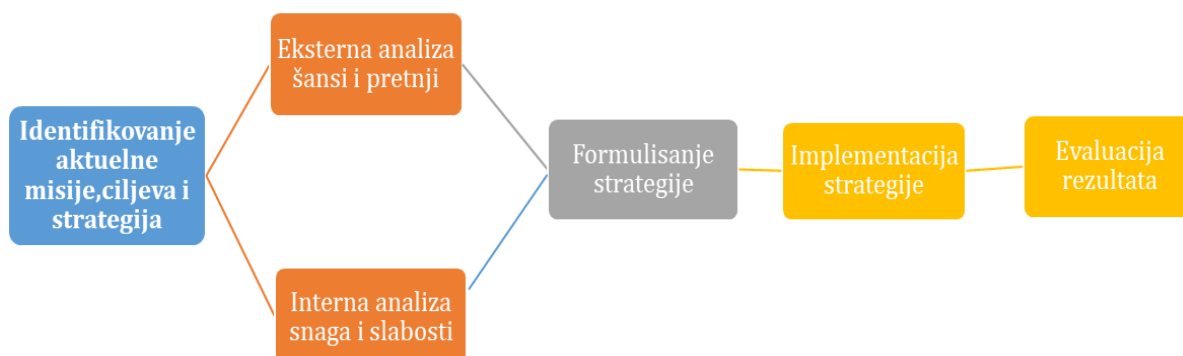 Identifikovanje
aktuelne
misije,ciljeva i
strategija
Eksterna analiza
šansi i pretnji
Interna analiza
snaga i slabosti
Formulisanje
strategije
Implementacija
strategije
Evaluacija
rezultata